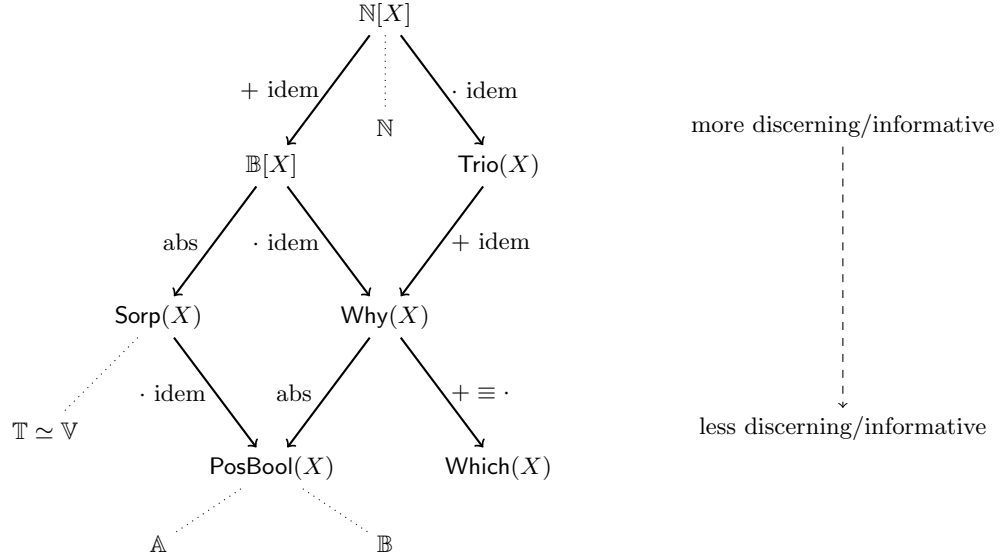 ℕ[X]
+ idem
· idem
ℕ
more discerning/informative
𝔹[X]
Trio(X)
abs
· idem
+ idem
Sorp(X)
Why(X)
· idem
abs
+ ≡ ·
𝕋 ≃ 𝕍
less discerning/informative
PosBool(X)
Which(X)
𝔸
𝔹